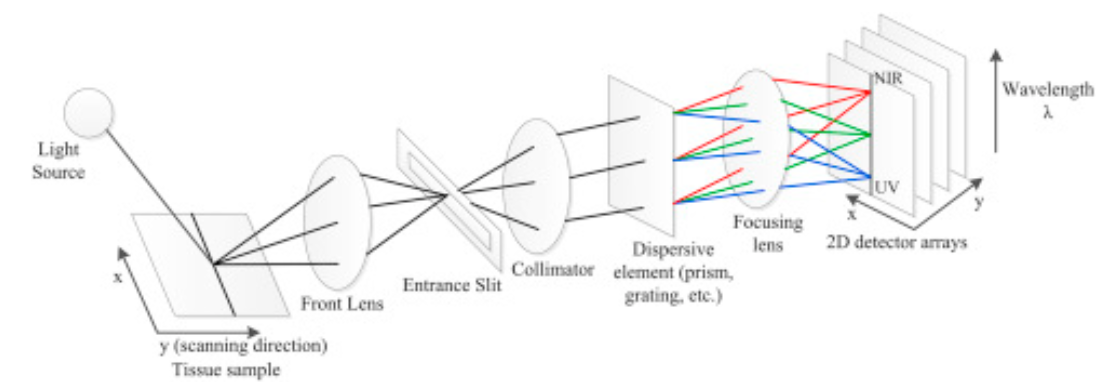 Light
Source
x
y (scanning direction)
Tissue sample
Front Lens
Entrance Slit
Collimator
Dispersive
element (prism,
grating, etc.)
Focusing
lens
NIR
UV
x
y
2D detector arrays
Wavelength
λ